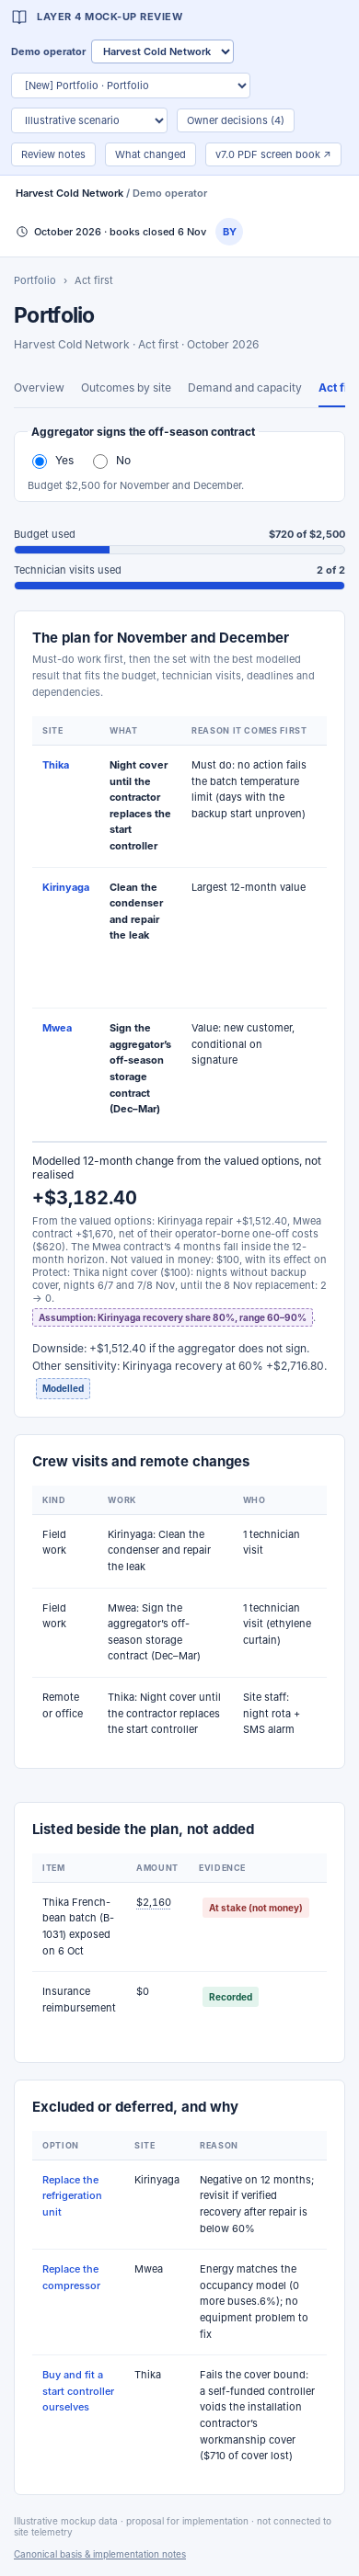 LAYER 4 MOCK-UP REVIEW
Demo operator Harvest Cold Network
[New] Portfolio · Portfolio
Illustrative scenario Owner decisions (4)
Review notes What changed v7.0 PDF screen book ↗
Harvest Cold Network / Demo operator
October 2026 · books closed 6 Nov BY
Portfolio › Act first
Portfolio
Harvest Cold Network · Act first · October 2026
Overview Outcomes by site Demand and capacity Act fi
Aggregator signs the off-season contract
Yes No
Budget $2,500 for November and December.
Budget used $720 of $2,500
Technician visits used 2 of 2
The plan for November and December
Must-do work first, then the set with the best modelled
result that fits the budget, technician visits, deadlines and
dependencies.
SITE WHAT REASON IT COMES FIRST
Thika Night cover Must do: no action fails
until the the batch temperature
contractor limit (days with the
replaces the backup start unproven)
start
controller
Kirinyaga Clean the Largest 12-month value
condenser
and repair
the leak
Mwea Sign the Value: new customer,
aggregator's conditional on
off-season signature
storage
contract
(Dec–Mar)
Modelled 12-month change from the valued options, not
realised
+$3,182.40
From the valued options: Kirinyaga repair +$1,512.40, Mwea
contract +$1,670, net of their operator-borne one-off costs
($620). The Mwea contract's 4 months fall inside the 12-
month horizon. Not valued in money: $100, with its effect on
Protect: Thika night cover ($100): nights without backup
cover, nights 6/7 and 7/8 Nov, until the 8 Nov replacement: 2
→ 0.
Assumption: Kirinyaga recovery share 80%, range 60–90% .
Downside: +$1,512.40 if the aggregator does not sign.
Other sensitivity: Kirinyaga recovery at 60% +$2,716.80.
Modelled
Crew visits and remote changes
KIND WORK WHO
Field Kirinyaga: Clean the 1 technician
work condenser and repair visit
the leak
Field Mwea: Sign the 1 technician
work aggregator's off- visit (ethylene
season storage curtain)
contract (Dec–Mar)
Remote Thika: Night cover until Site staff:
or office the contractor replaces night rota +
the start controller SMS alarm
Listed beside the plan, not added
ITEM AMOUNT EVIDENCE
Thika French- $2,160 At stake (not money)
bean batch (B-
1031) exposed
on 6 Oct
Insurance $0 Recorded
reimbursement
Excluded or deferred, and why
OPTION SITE REASON
Replace the Kirinyaga Negative on 12 months;
refrigeration revisit if verified
unit recovery after repair is
below 60%
Replace the Mwea Energy matches the
compressor occupancy model (0
more buses.6%); no
equipment problem to
fix
Buy and fit a Thika Fails the cover bound:
start controller a self-funded controller
ourselves voids the installation
contractor's
workmanship cover
($710 of cover lost)
Illustrative mockup data · proposal for implementation · not connected to
site telemetry
Canonical basis & implementation notes